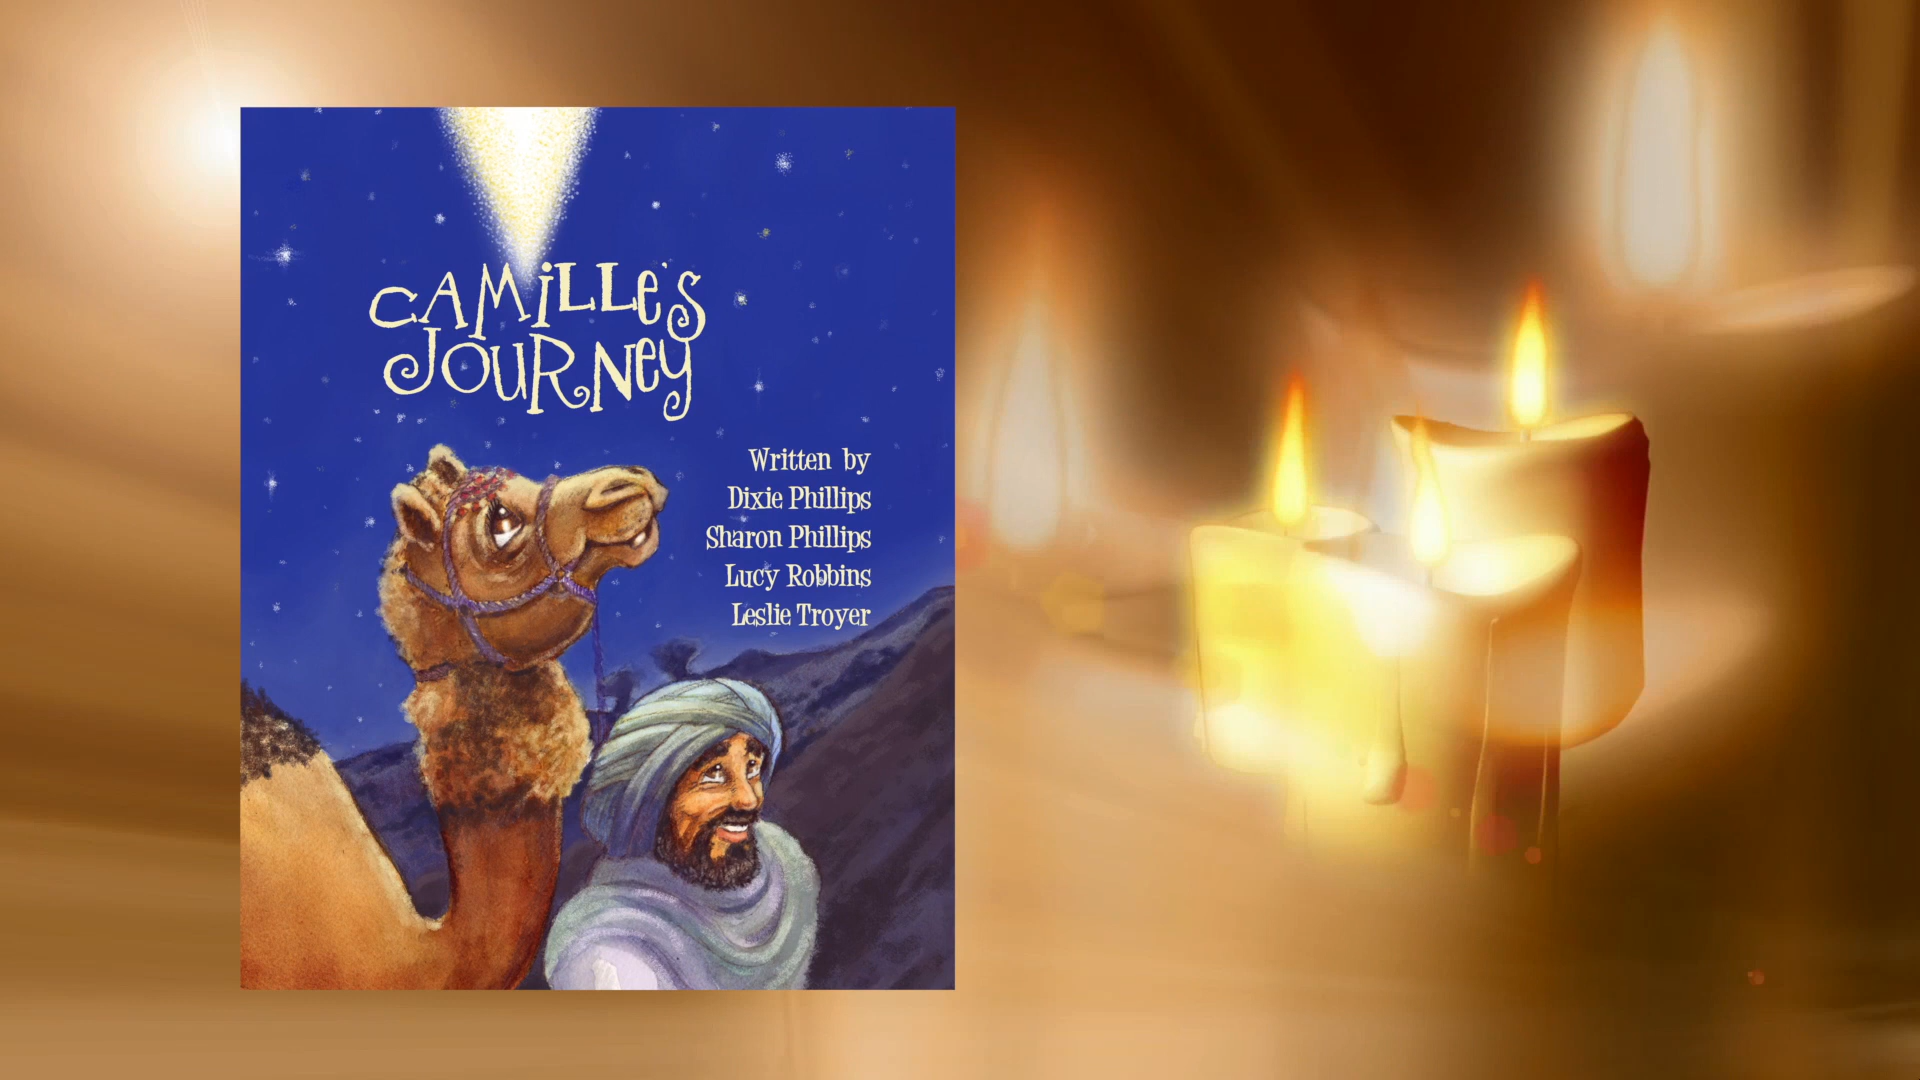 CAMILLe's
JOURNey
Written by
Dixie Phillips
Sharon Phillips
Lucy Robbins
Leslie Troyer